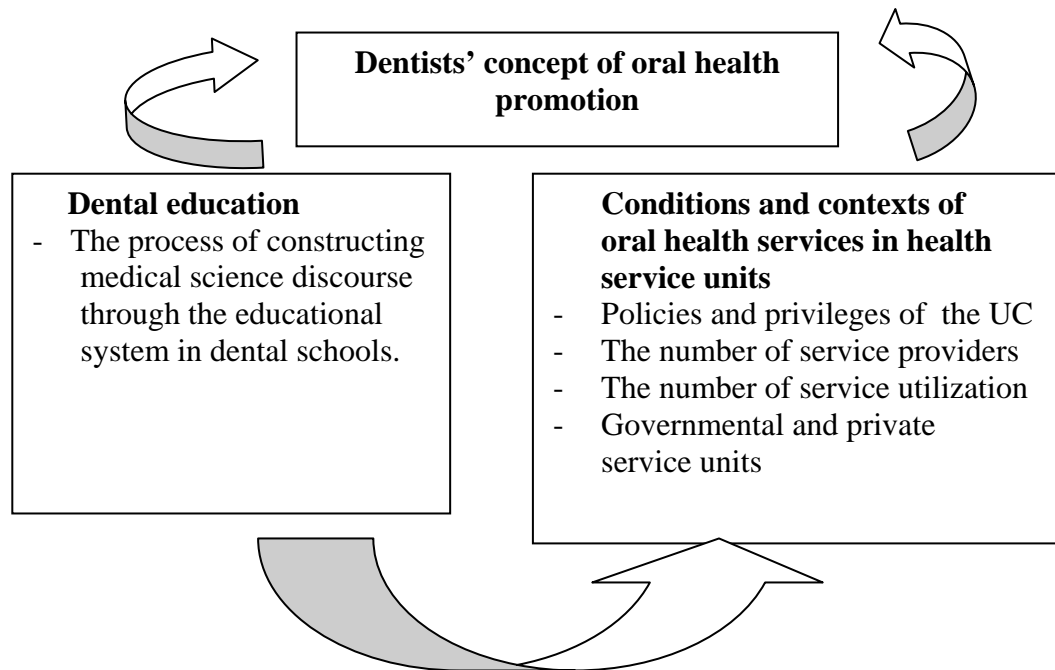 Dentists’ concept of oral health
promotion
Dental education
- The process of constructing
medical science discourse
through the educational
system in dental schools.
Conditions and contexts of
oral health services in health
service units
- Policies and privileges of the UC
- The number of service providers
- The number of service utilization
- Governmental and private
service units